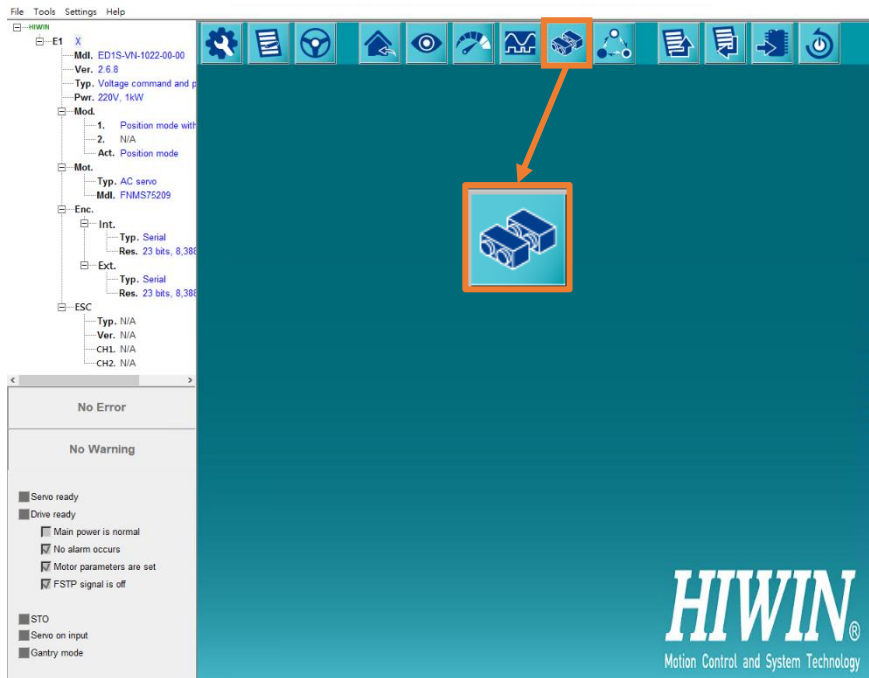 File Tools Settings Help
HIWIN
E1 X
Mdl. ED1S-VN-1022-00-00
Ver. 2.6.8
Typ. Voltage command and p
Pwr. 220V, 1kW
Mod.
1. Position mode with
2. N/A
Act. Position mode
Mot.
Typ. AC servo
Mdl. FNMS75209
Enc.
Int.
Typ. Serial
Res. 23 bits, 8,388
Ext.
Typ. Serial
Res. 23 bits, 8,388
ESC
Typ. N/A
Ver. N/A
CH1. N/A
CH2. N/A
No Error
No Warning
Servo ready
Drive ready
Main power is normal
No alarm occurs
Motor parameters are set
FSTP signal is off
STO
Servo on input
Gantry mode
HIWIN®
Motion Control and System Technology